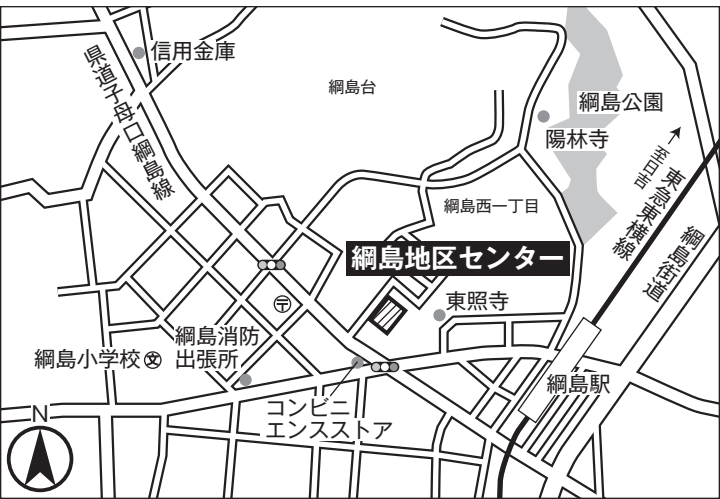 信用金庫
県道子母口綱島線
綱島台
綱島公園
陽林寺
至日吉
東急東横線
綱島街道
綱島西一丁目
綱島地区センター
東照寺
〒
綱島消防
出張所
綱島小学校
文
綱島駅
コンビニ
エンスストア
N